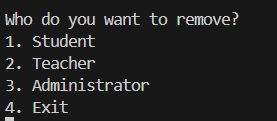 Who do you want to remove?
1. Student
2. Teacher
3. Administrator
4. Exit